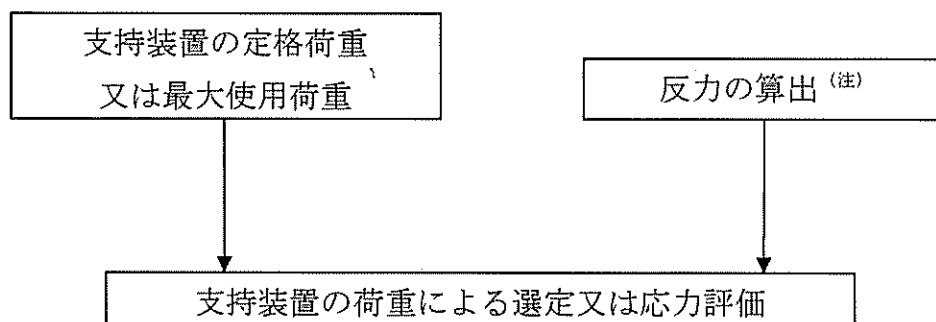 支持装置の定格荷重
又は最大使用荷重
反力の算出(注)
支持装置の荷重による選定又は応力評価